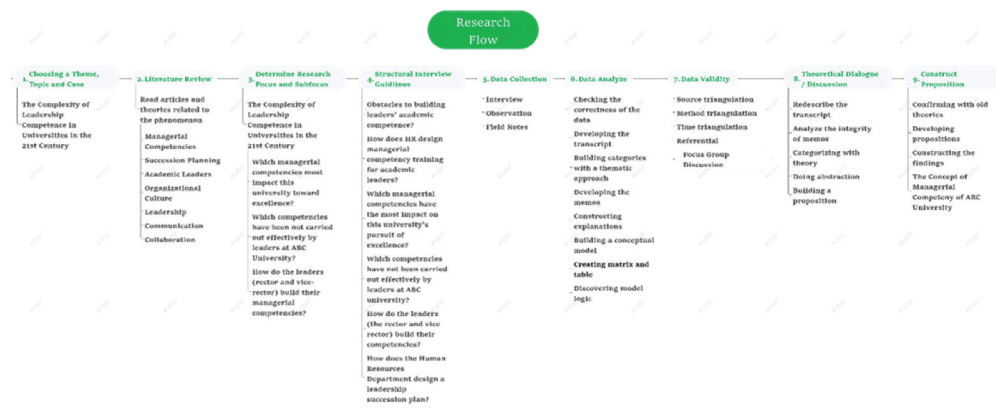 Research
Flow
1. Choosing a Theme,
Topic and Case
The Complexity of
Leadership
Competence in
Universities in the
21st Century
2. Literature Review
Read articles and
theories related to
the phenomenon
Managerial
Competencies
Succession Planning
Academic Leaders
Organizational
Culture
Leadership
Communication
Collaboration
3. Determine Research
Focus and Subfocus
The Complexity of
Leadership
Competence in
Universities in the
21st Century
Which managerial
competencies most
impact this
university toward
excellence?
Which competencies
have been not carried
out effectively by
leaders at ABC
University?
How do the leaders
(rector and vice-
rector) build their
managerial
competencies?
4. Structural Interview
Guidlines
Obstacles to building
leaders' academic
competence?
How does HR design
managerial
competency training
for academic
leaders?
Which managerial
competencies have
the most impact on
this university's
pursuit of
excellence?
Which competencies
have not been carried
out effectively by
leaders at ABC
university?
How do the leaders
(the rector and vice
rector) build their
competencies?
How does the Human
Resources
Department design a
leadership
succession plan?
5. Data Collection
Interview
Observation
Field Notes
6. Data Analyze
Checking the
correctness of the
data
Developing the
transcript
Building categories
with a thematic
approach
Developing the
memos
Constructing
explanations
Building a conceptual
model
Creating matrix and
table
Discovering model
logic
7. Data Validity
Source triangulation
Method triangulation
Time triangulation
Referential
Focus Group
Discussion
8. Theoretical Dialogue
/ Discussion
Redescribe the
transcript
Analyze the integrity
of memos
Categorizing with
theory
Doing abstraction
Building a
proposition
9. Construct
Proposition
Confirming with old
theories
Developing
propositions
Constructing the
findings
The Concept of
Managerial
Competeny of ABC
University